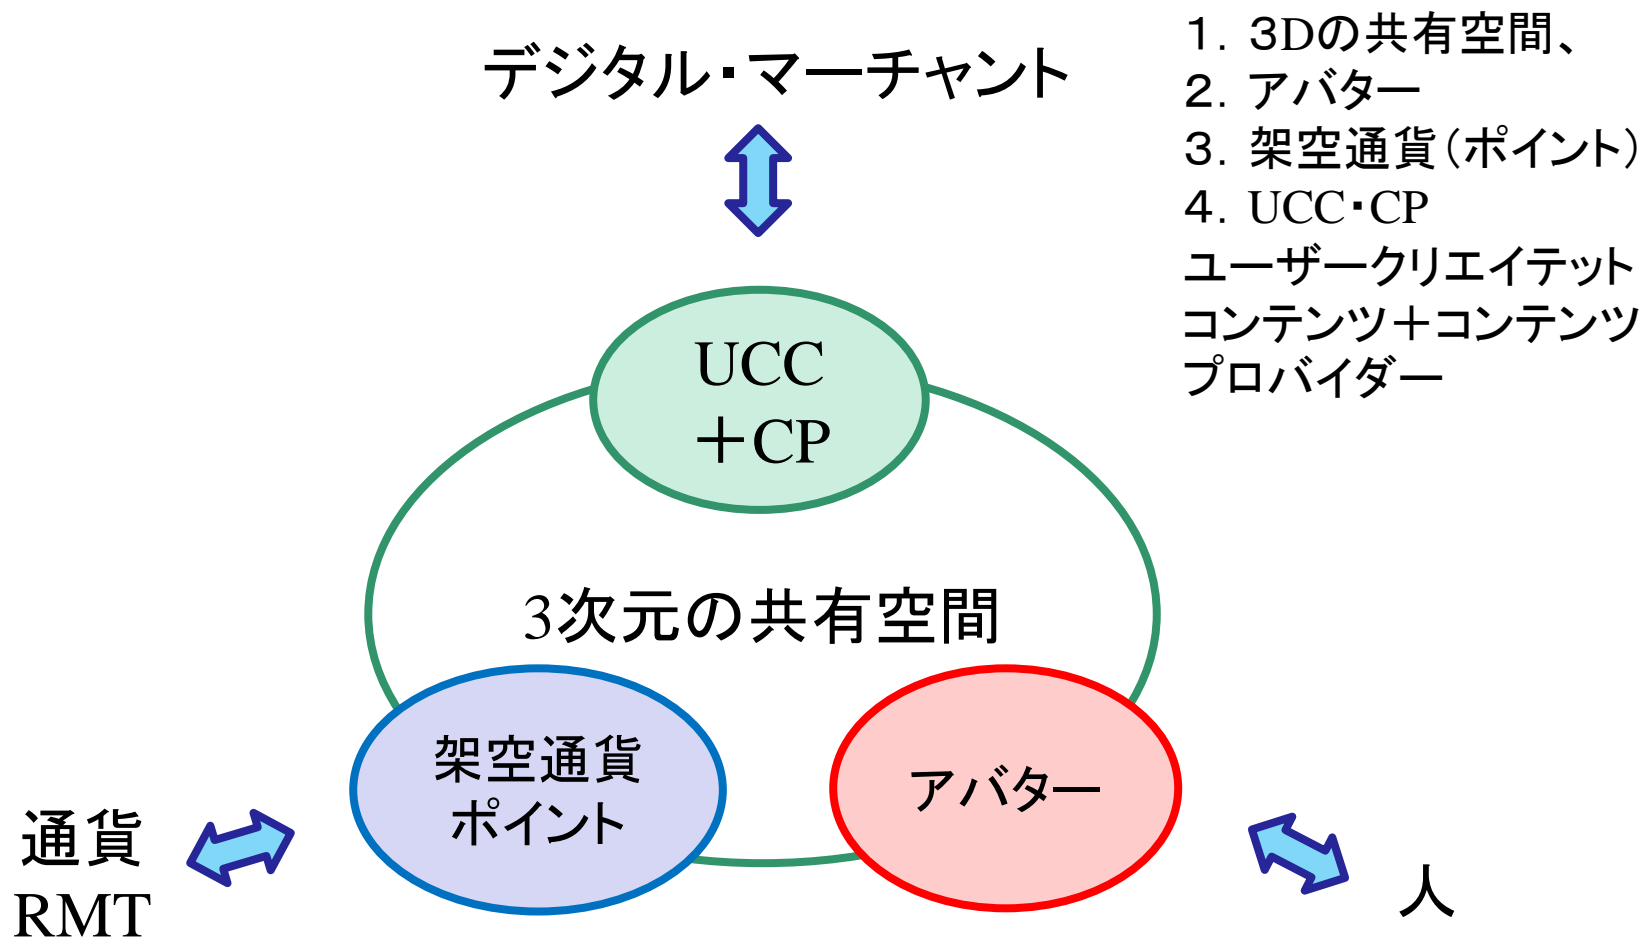 デジタル・マーチャント
1．3Dの共有空間、
2．アバター
3．架空通貨（ポイント）
4．UCC・CP
ユーザークリエイテット
コンテンツ＋コンテンツ
プロバイダー
UCC
＋CP
3次元の共有空間
架空通貨
ポイント
アバター
通貨
RMT
人